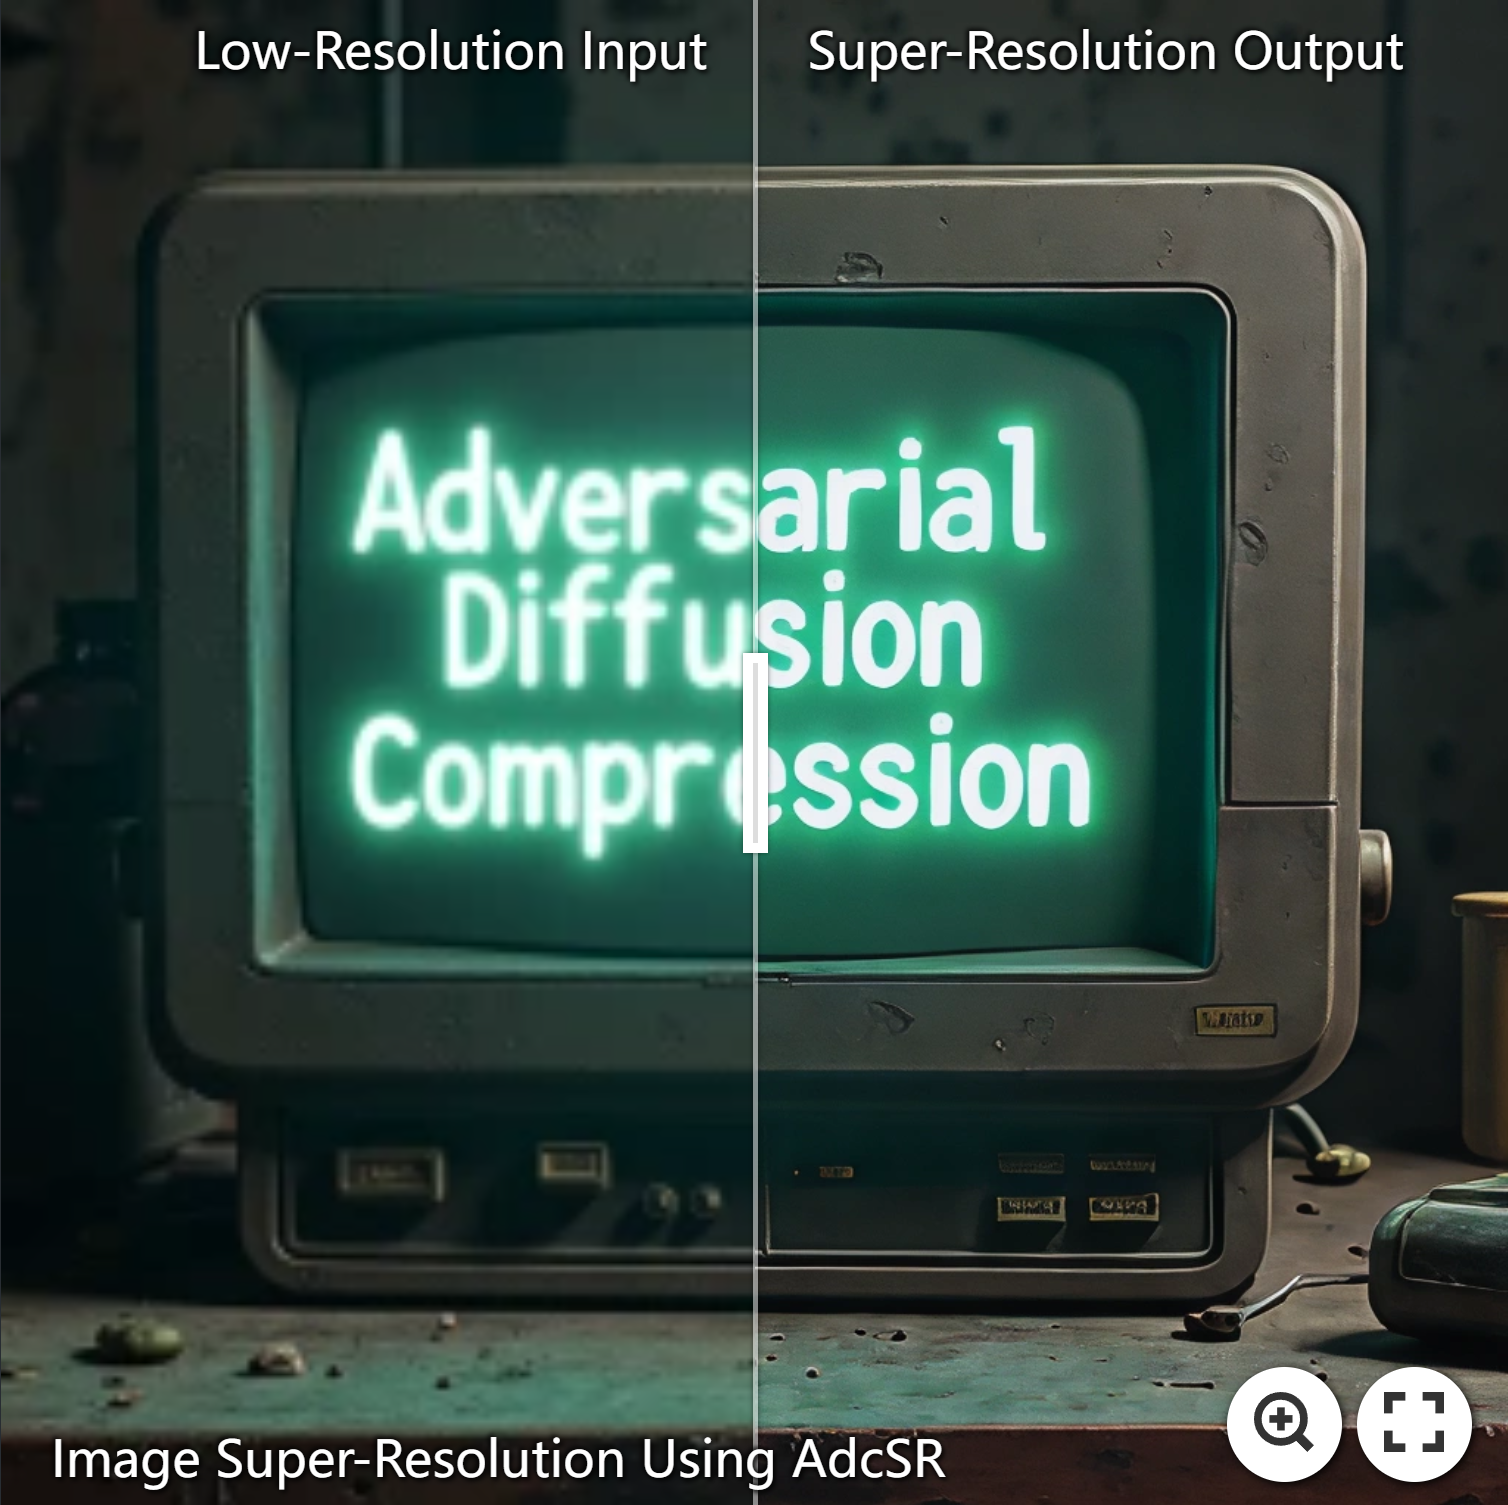 Low-Resolution Input
Super-Resolution Output
Adversarial
Diffusion
Compression
Image Super-Resolution Using AdcSR